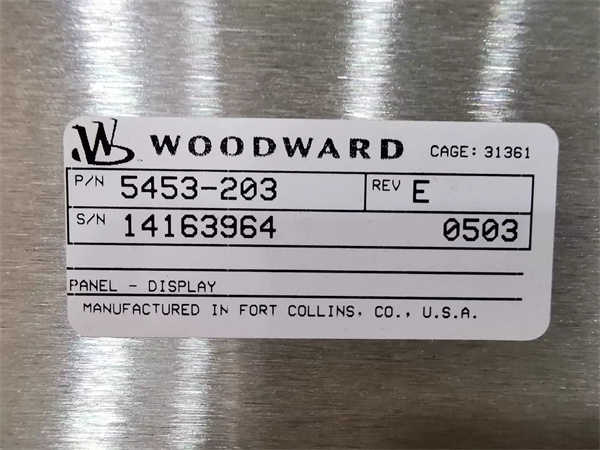 W WOODWARD CAGE: 31361
P/N 5453-203 REV E
S/N 14163964 0503
PANEL - DISPLAY
MANUFACTURED IN FORT COLLINS, CO., U.S.A.